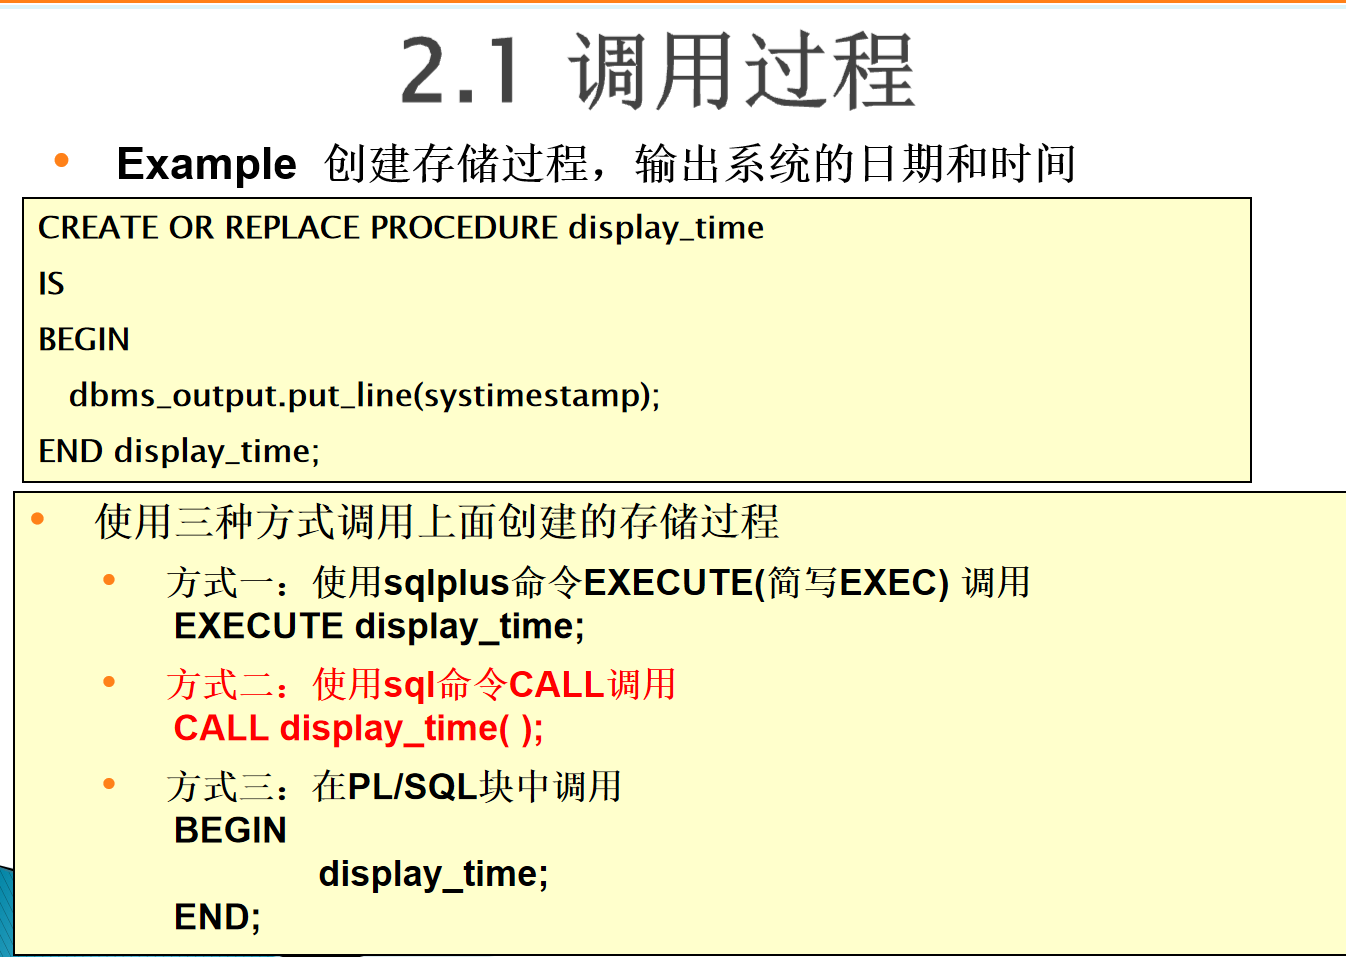 2.1 调用过程
Example 创建存储过程，输出系统的日期和时间
CREATE OR REPLACE PROCEDURE display_time
IS
BEGIN
dbms_output.put_line(systimestamp);
END display_time;
使用三种方式调用上面创建的存储过程
方式一：使用sqlplus命令EXECUTE(简写EXEC) 调用
EXECUTE display_time;
方式二：使用sql命令CALL调用
CALL display_time( );
方式三：在PL/SQL块中调用
BEGIN
display_time;
END;